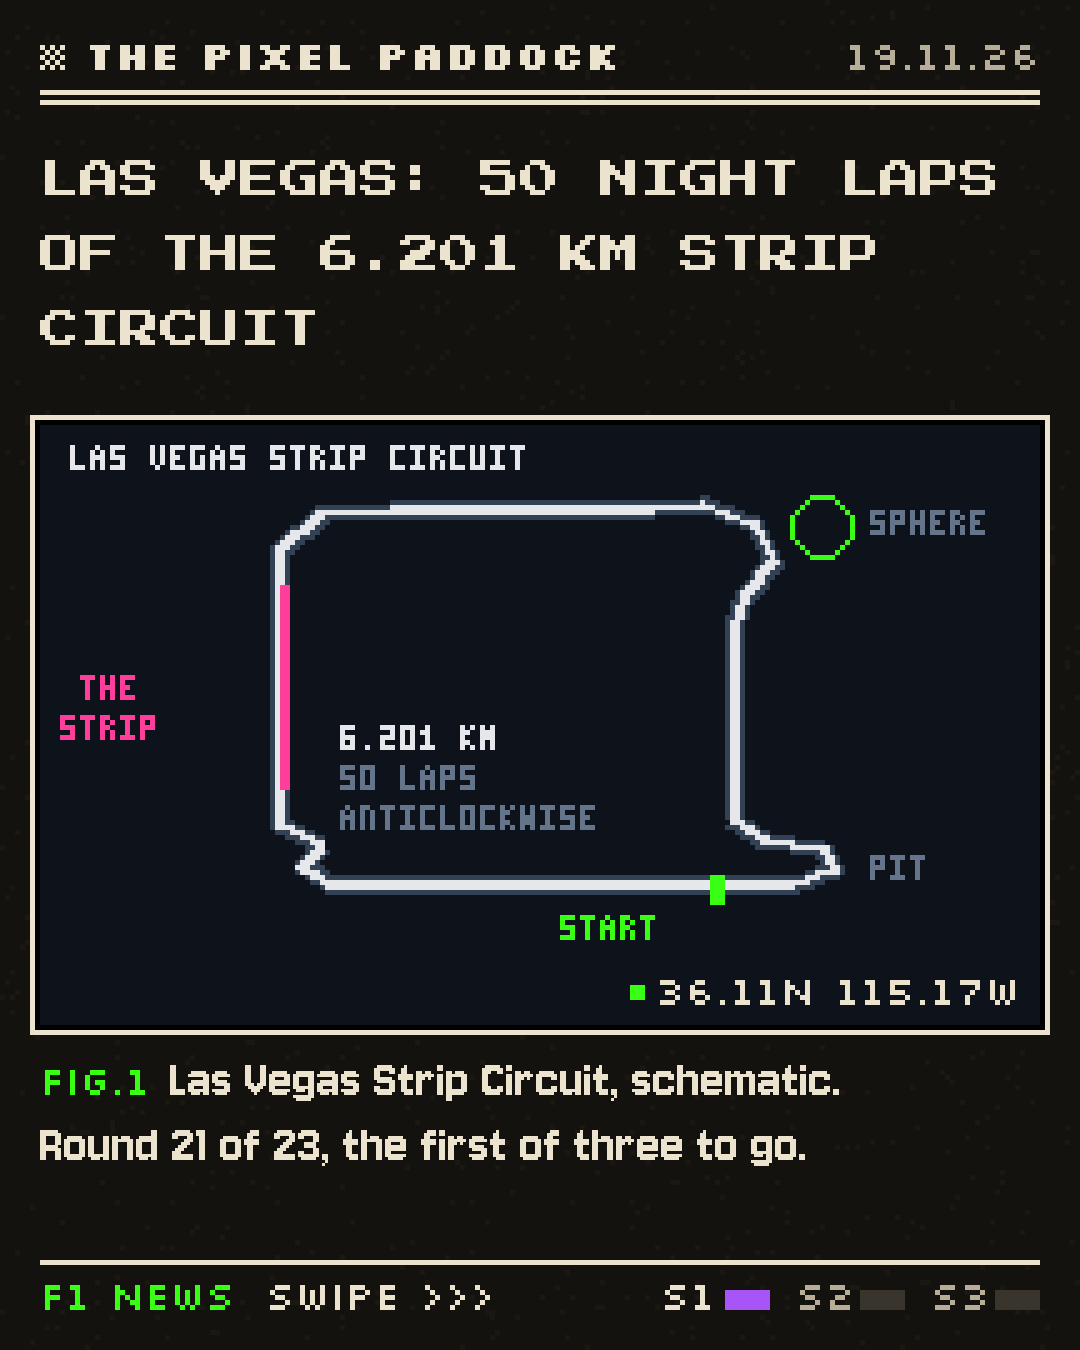 THE PIXEL PADDOCK
19.11.26
LAS VEGAS: 50 NIGHT LAPS
OF THE 6.201 KM STRIP
CIRCUIT
LAS VEGAS STRIP CIRCUIT
SPHERE
THE
STRIP
6.201 KM
50 LAPS
ANTICLOCKWISE
PIT
START
36.11N 115.17W
FIG.1 Las Vegas Strip Circuit, schematic.
Round 21 of 23, the first of three to go.
F1 NEWS SWIPE >>> S1 S2 S3